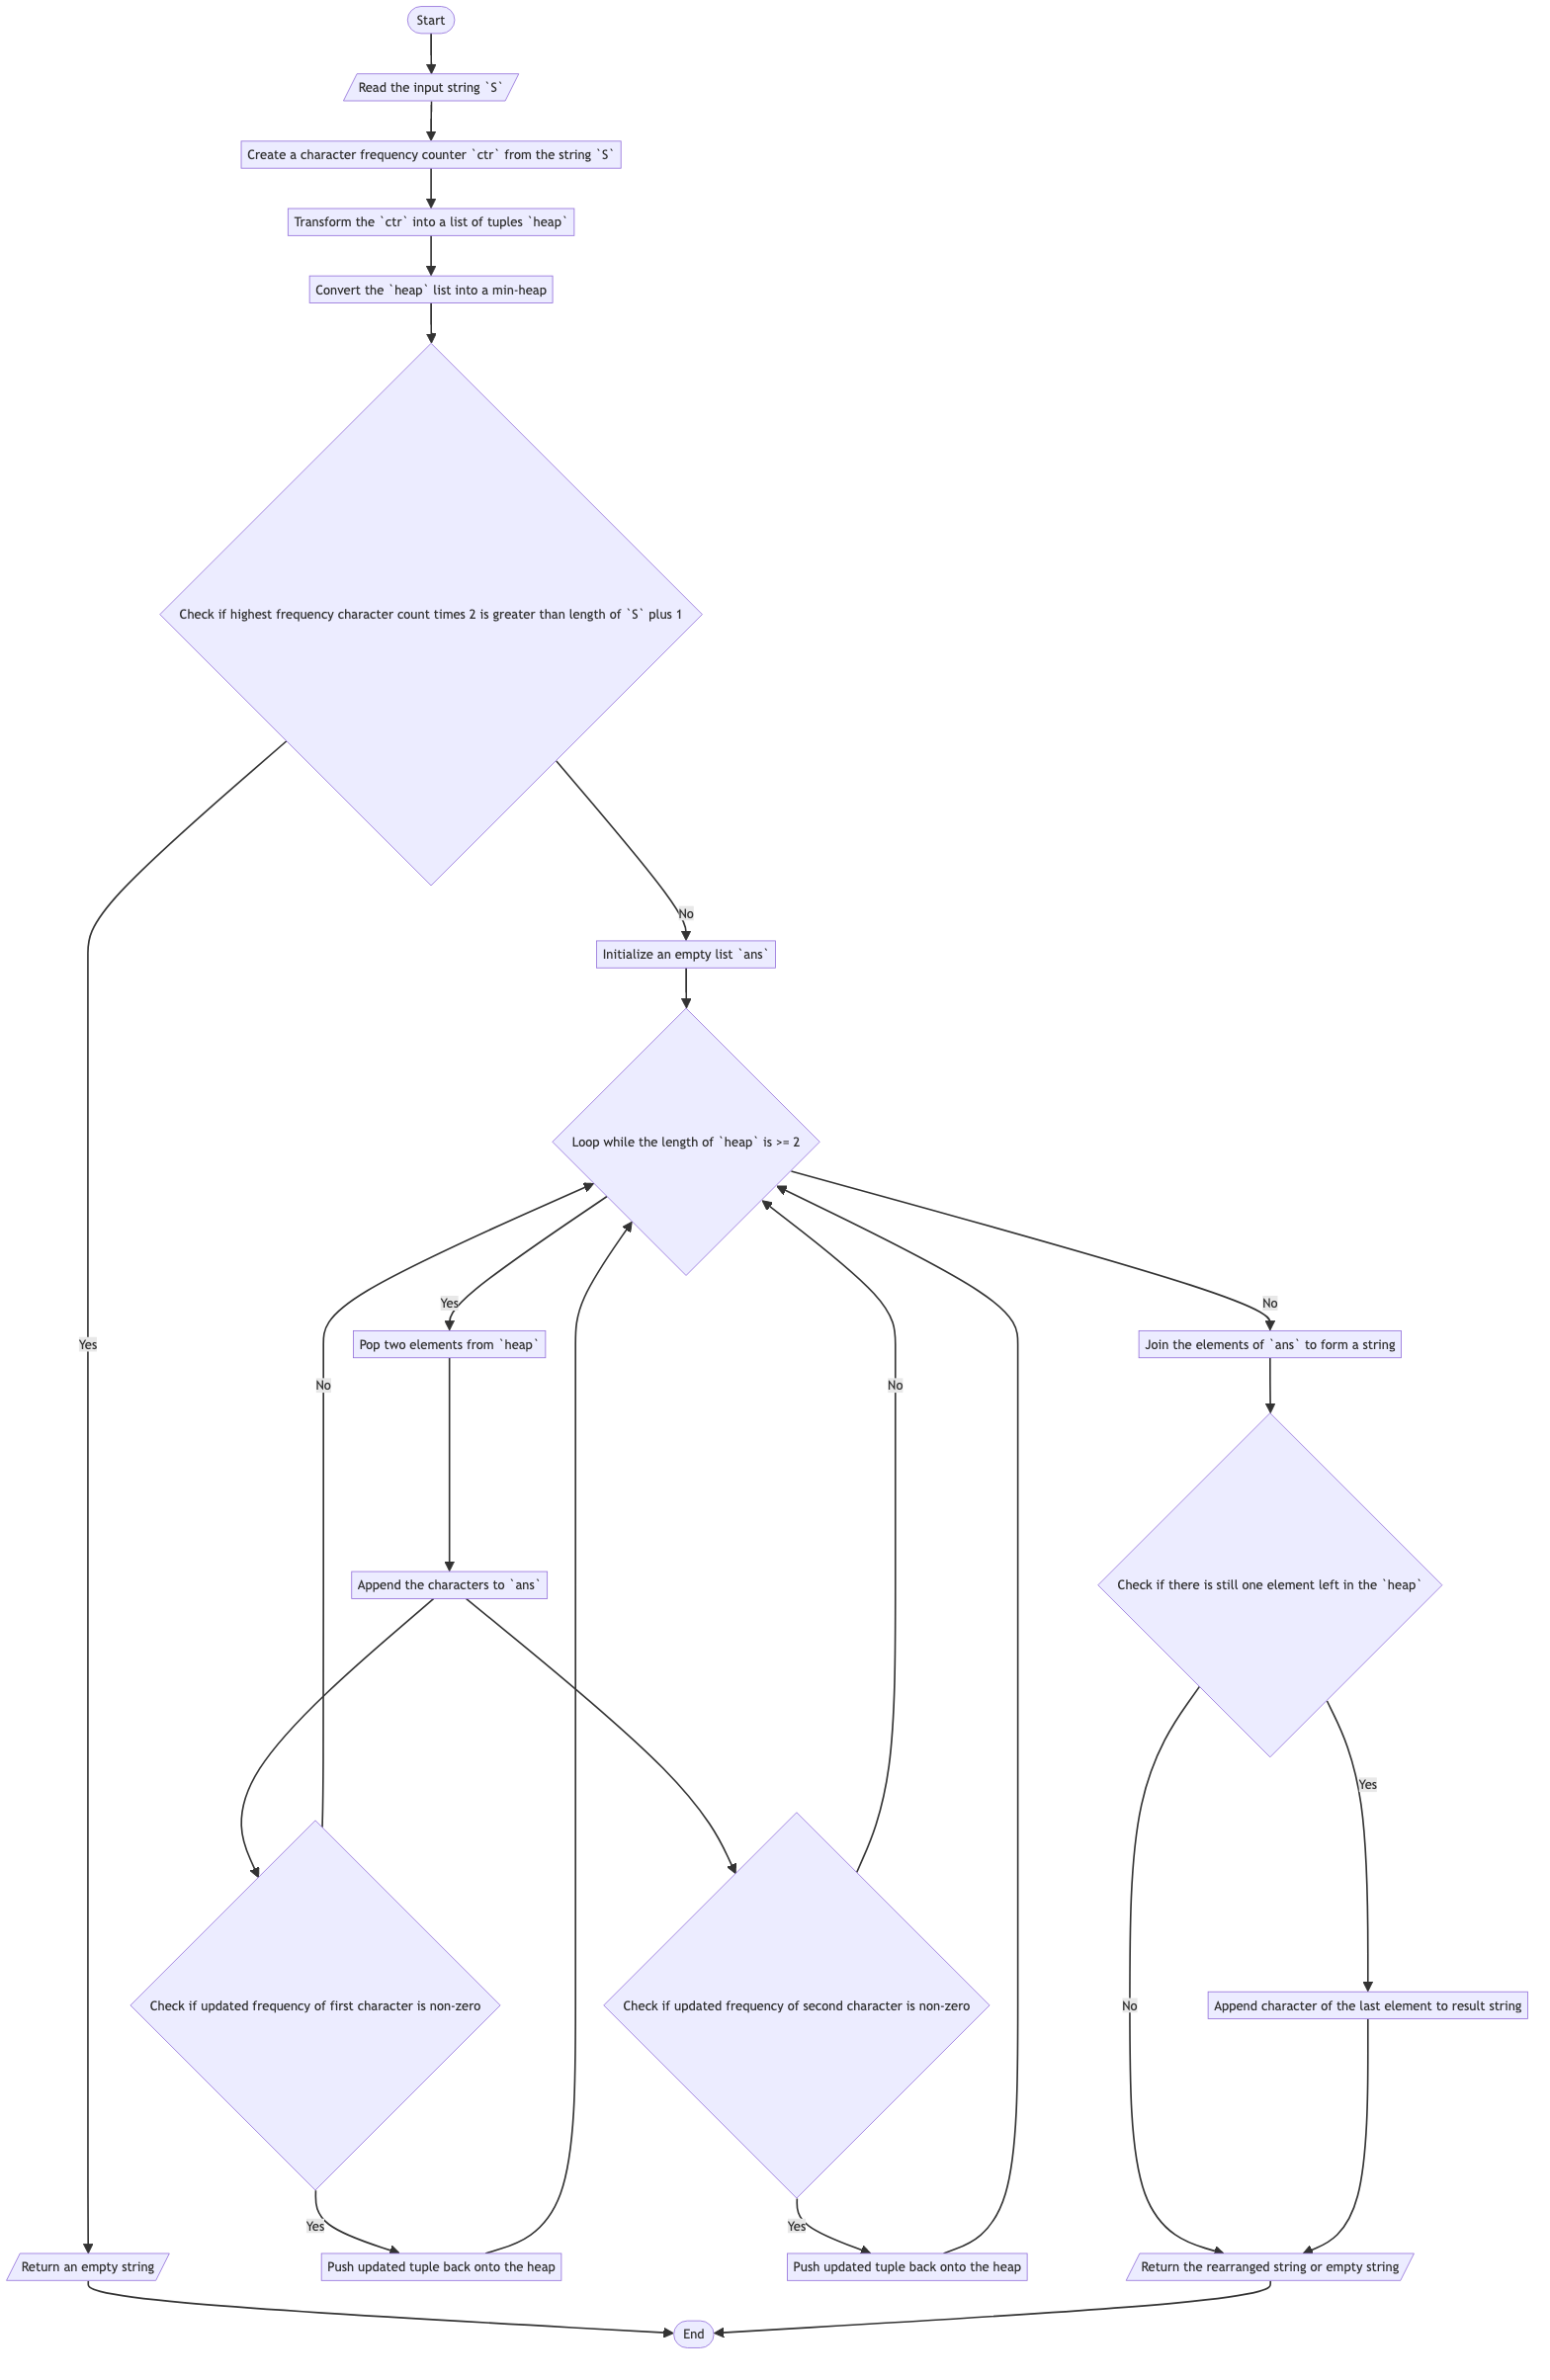 Start
Read the input string `S`
Create a character frequency counter `ctr` from the string `S`
Transform the `ctr` into a list of tuples `heap`
Convert the `heap` list into a min-heap
Check if highest frequency character count times 2 is greater than length of `S` plus 1
No
Initialize an empty list `ans`
Loop while the length of `heap` is >= 2
Yes
No
Yes
Pop two elements from `heap`
Join the elements of `ans` to form a string
No
No
Append the characters to `ans`
Check if there is still one element left in the `heap`
Yes
Check if updated frequency of first character is non-zero
Check if updated frequency of second character is non-zero
No
Append character of the last element to result string
Yes
Yes
Return an empty string
Push updated tuple back onto the heap
Push updated tuple back onto the heap
Return the rearranged string or empty string
End